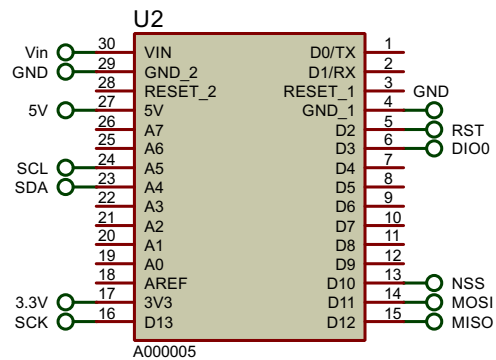 U2
Vin 30 VIN D0/TX 1
GND 29 GND_2 D1/RX 2
28 RESET_2 RESET_1 3 GND
5V 27 5V GND_1 4
26 A7 D2 5 RST
25 A6 D3 6 DIO0
SCL 24 A5 D4 7
SDA 23 A4 D5 8
22 A3 D6 9
21 A2 D7 10
20 A1 D8 11
19 A0 D9 12
18 AREF D10 13 NSS
3.3V 17 3V3 D11 14 MOSI
SCK 16 D13 D12 15 MISO
A000005